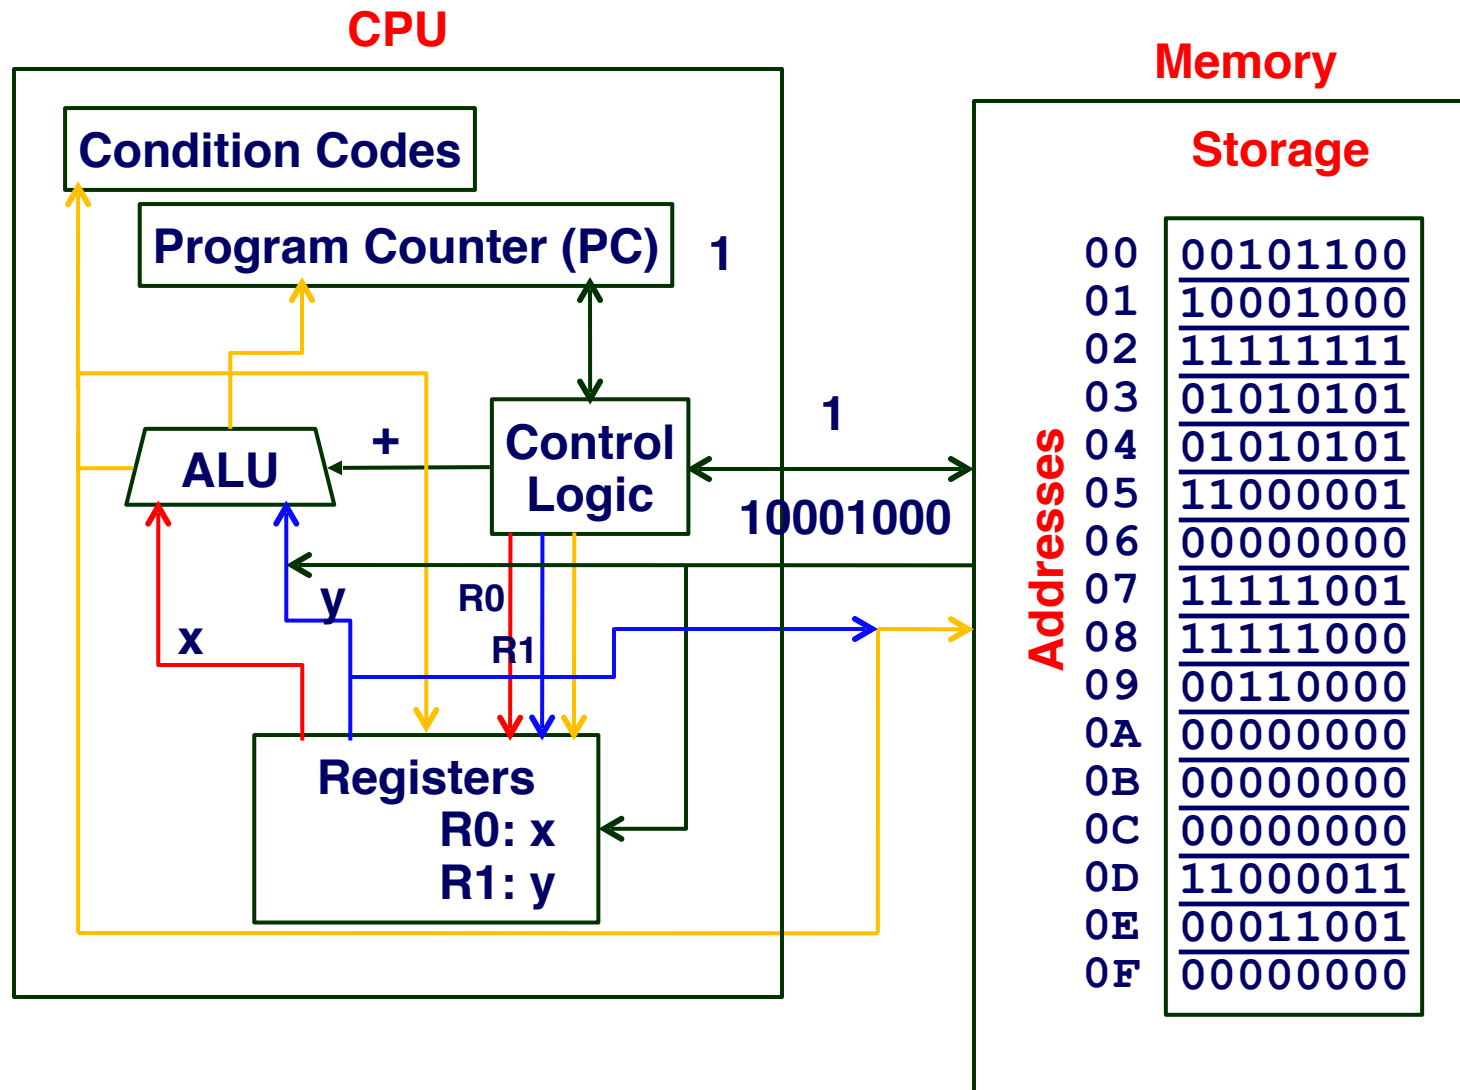 CPU
Memory
Condition Codes
Storage
Program Counter (PC)
1
1
+
Control
Logic
ALU
10001000
y
x
R0
R1
Registers
R0: x
R1: y
Addresses
00 00101100
01 10001000
02 11111111
03 01010101
04 01010101
05 11000001
06 00000000
07 11111001
08 11111000
09 00110000
0A 00000000
0B 00000000
0C 00000000
0D 11000011
0E 00011001
0F 00000000